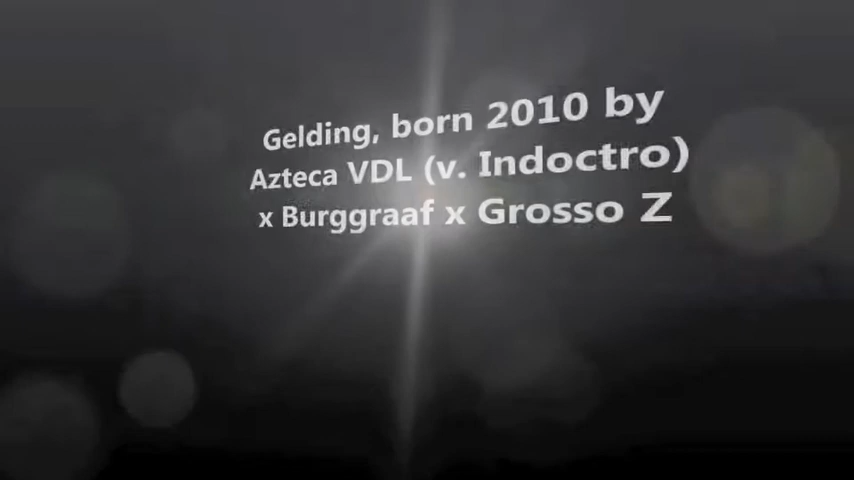 Gelding, born 2010 by
Azteca VDL (v. Indoctro)
x Burggraaf x Grosso Z